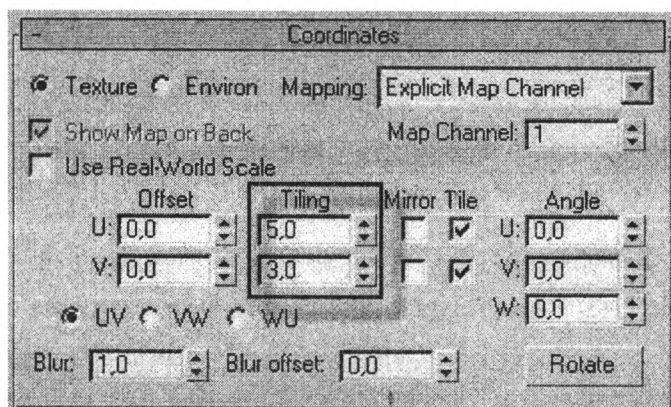 Coordinates
Texture Environ Mapping: Explicit Map Channel
Show Map on Back Map Channel: 1
Use Real-World Scale
Offset Tiling Mirror Tile Angle
U: 0,0 5,0 U: 0,0
V: 0,0 3,0 V: 0,0
W: 0,0
UV VW WU
Blur: 1,0 Blur offset: 0,0 Rotate